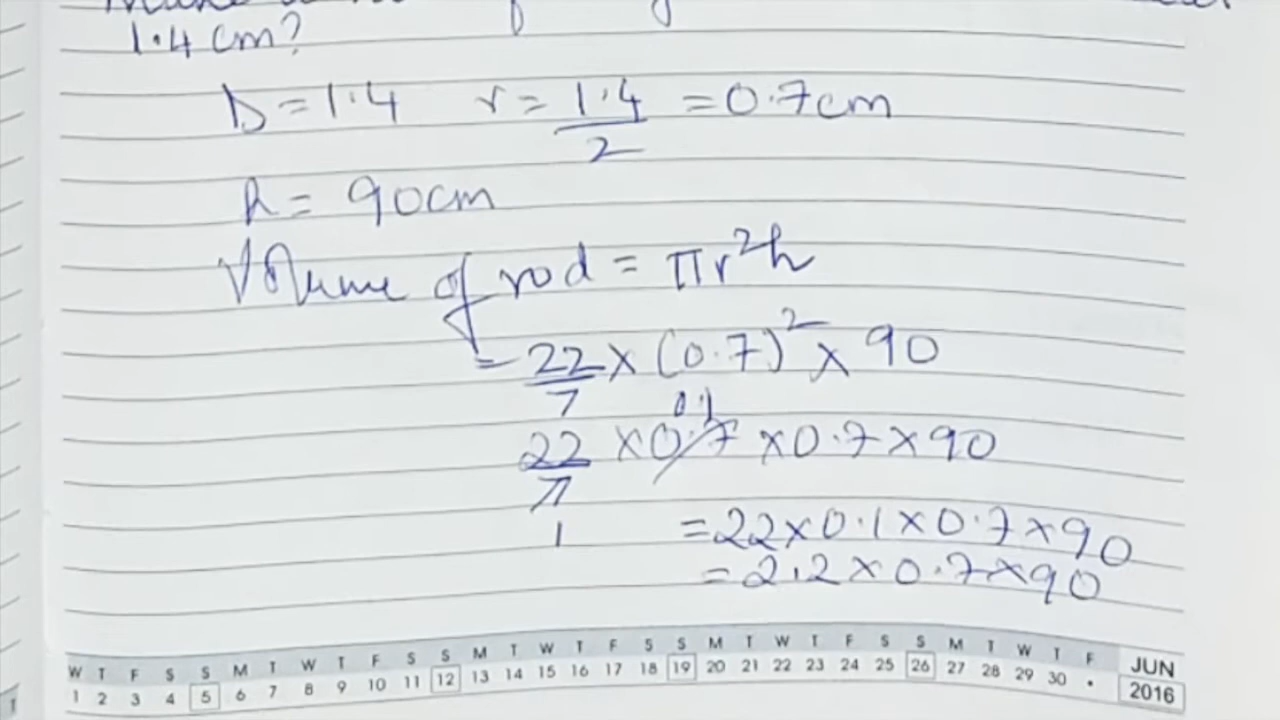 1.4 cm?
D = 1.4 r = 1.4/2 = 0.7cm
h = 90cm
Volume of rod = πr²h
= 22/7 × (0.7)² × 90
0.1
22/7 × 0.7 × 0.7 × 90
1
= 22 × 0.1 × 0.7 × 90
= 2.2 × 0.7 × 90
W T F S S M T W T F S S M T W T F S S M T W T F S S M T W T F JUN
1 2 3 4 5 6 7 8 9 10 11 12 13 14 15 16 17 18 19 20 21 22 23 24 25 26 27 28 29 30 • 2016